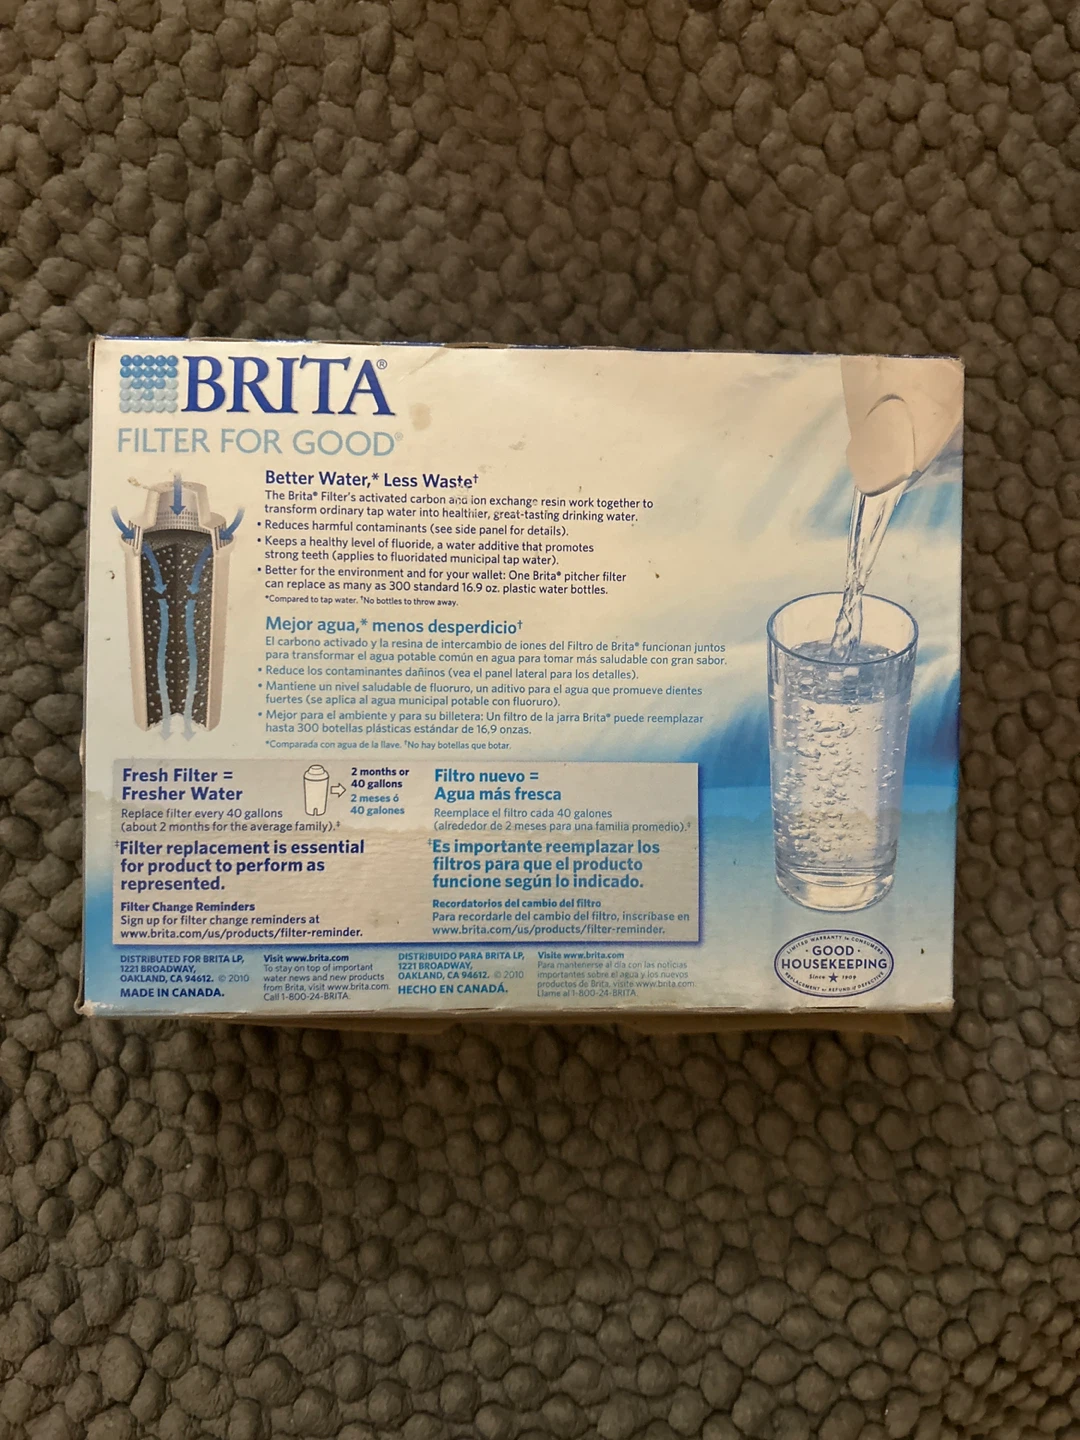 BRITA®
FILTER FOR GOOD®
Better Water,* Less Waste†
The Brita® Filter's activated carbon and ion exchange resin work together to
transform ordinary tap water into healthier, great-tasting drinking water.
• Reduces harmful contaminants (see side panel for details).
• Keeps a healthy level of fluoride, a water additive that promotes
strong teeth (applies to fluoridated municipal tap water).
• Better for the environment and for your wallet: One Brita® pitcher filter
can replace as many as 300 standard 16.9 oz. plastic water bottles.
*Compared to tap water. †No bottles to throw away.
Mejor agua,* menos desperdicio†
El carbono activado y la resina de intercambio de iones del Filtro de Brita® funcionan juntos
para transformar el agua potable común en agua para tomar más saludable con gran sabor.
• Reduce los contaminantes dañinos (vea el panel lateral para los detalles).
• Mantiene un nivel saludable de fluoruro, un aditivo para el agua que promueve dientes
fuertes (se aplica al agua municipal potable con fluoruro).
• Mejor para el ambiente y para su billetera: Un filtro de la jarra Brita® puede reemplazar
hasta 300 botellas plásticas estándar de 16,9 onzas.
*Comparada con agua de la llave. †No hay botellas que botar.
Fresh Filter =
Fresher Water
Replace filter every 40 gallons
(about 2 months for the average family).‡
2 months or
40 gallons
2 meses ó
40 galones
‡Filter replacement is essential
for product to perform as
represented.
Filter Change Reminders
Sign up for filter change reminders at
www.brita.com/us/products/filter-reminder.
Filtro nuevo =
Agua más fresca
Reemplace el filtro cada 40 galones
(alrededor de 2 meses para una familia promedio).‡
‡Es importante reemplazar los
filtros para que el producto
funcione según lo indicado.
Recordatorios del cambio del filtro
Para recordarle del cambio del filtro, inscríbase en
www.brita.com/us/products/filter-reminder.
DISTRIBUTED FOR BRITA LP,
1221 BROADWAY,
OAKLAND, CA 94612. © 2010
MADE IN CANADA.
Visit www.brita.com
To stay on top of important
water news and new products
from Brita, visit www.brita.com.
Call 1-800-24-BRITA.
DISTRIBUIDO PARA BRITA LP,
1221 BROADWAY,
OAKLAND, CA 94612. © 2010
HECHO EN CANADÁ.
Visite www.brita.com
Para mantenerse al día con las noticias
importantes sobre el agua y los nuevos
productos de Brita, visite www.brita.com.
Llame al 1-800-24-BRITA.
LIMITED WARRANTY to CONSUMERS
GOOD
HOUSEKEEPING
Since ★ 1909
REPLACEMENT or REFUND if DEFECTIVE